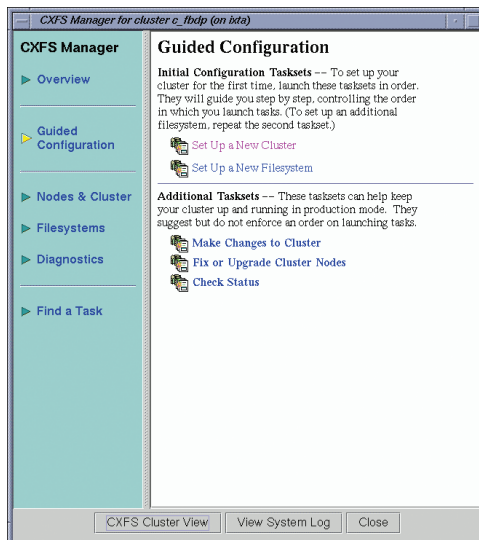 CXFS Manager for cluster c_fbdp (on ixta)
CXFS Manager
Overview
Guided
Configuration
Nodes & Cluster
Filesystems
Diagnostics
Find a Task
Guided Configuration
Initial Configuration Tasksets -- To set up your
cluster for the first time, launch these tasksets in order.
They will guide you step by step, controlling the order
in which you launch tasks. (To set up an additional
filesystem, repeat the second taskset.)
Set Up a New Cluster
Set Up a New Filesystem
Additional Tasksets -- These tasksets can help keep
your cluster up and running in production mode. They
suggest but do not enforce an order on launching tasks.
Make Changes to Cluster
Fix or Upgrade Cluster Nodes
Check Status
CXFS Cluster View
View System Log
Close